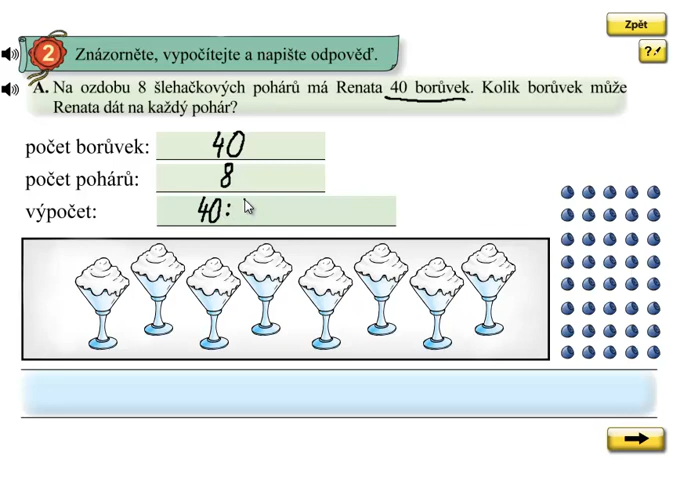 Zpět
2 Znázorněte, vypočítejte a napište odpověď.
?
A. Na ozdobu 8 šlehačkových pohárů má Renata 40 borůvek. Kolik borůvek může
Renata dát na každý pohár?
počet borůvek: 40
počet pohárů: 8
výpočet: 40: